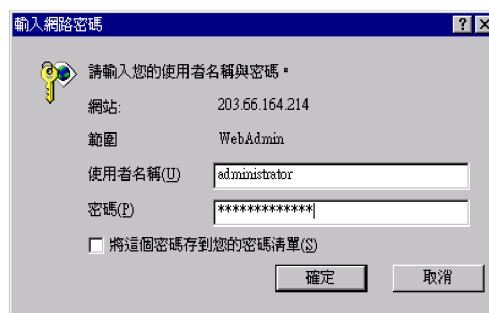 輸入網路密碼
請輸入您的使用者名稱與密碼。
網站: 203.66.164.214
範圍 WebAdmin
使用者名稱(U) administrator
密碼(P) *************
將這個密碼存到您的密碼清單(S)
確定 取消